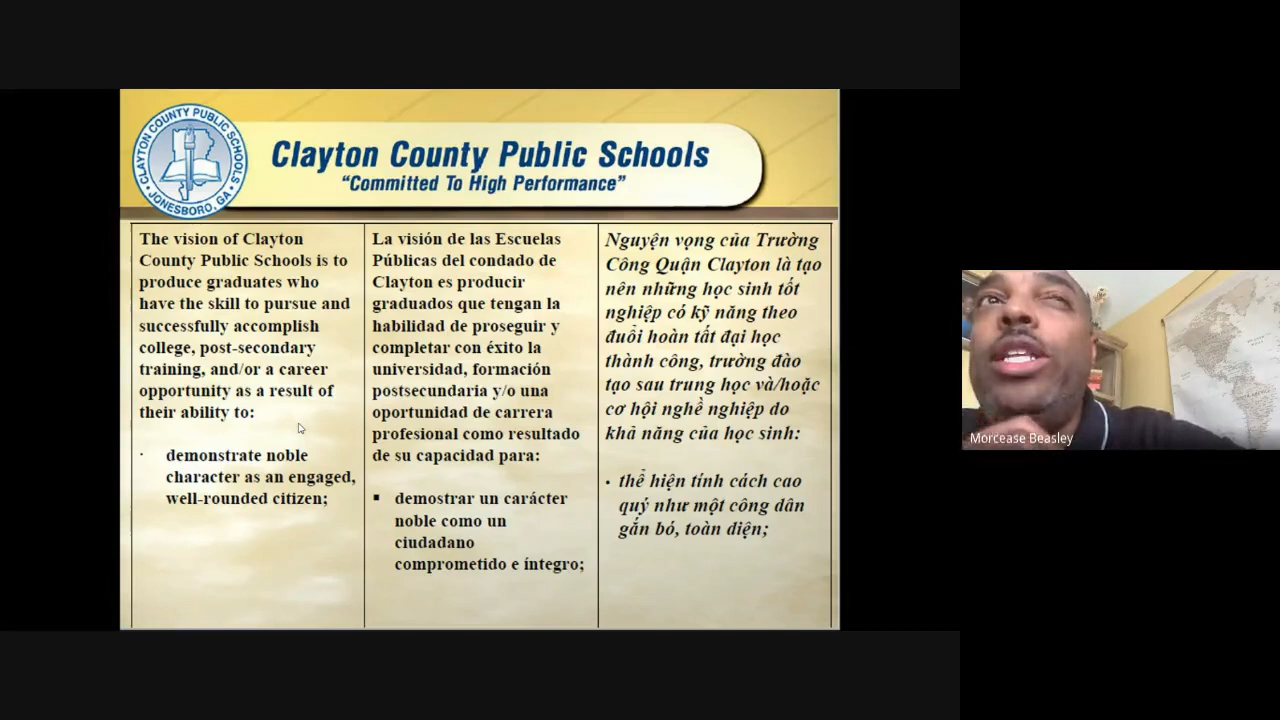 CLAYTON COUNTY PUBLIC SCHOOLS
JONESBORO, GA
Clayton County Public Schools
“Committed To High Performance”
The vision of Clayton
County Public Schools is to
produce graduates who
have the skill to pursue and
successfully accomplish
college, post-secondary
training, and/or a career
opportunity as a result of
their ability to:
· demonstrate noble
character as an engaged,
well-rounded citizen;
La visión de las Escuelas
Públicas del condado de
Clayton es producir
graduados que tengan la
habilidad de proseguir y
completar con éxito la
universidad, formación
postsecundaria y/o una
oportunidad de carrera
profesional como resultado
de su capacidad para:
▪ demostrar un carácter
noble como un
ciudadano
comprometido e íntegro;
Nguyện vọng của Trường
Công Quận Clayton là tạo
nên những học sinh tốt
nghiệp có kỹ năng theo
đuổi hoàn tất đại học
thành công, trường đào
tạo sau trung học và/hoặc
cơ hội nghề nghiệp do
khả năng của học sinh:
• thể hiện tính cách cao
quý như một công dân
gắn bó, toàn diện;
Morcease Beasley